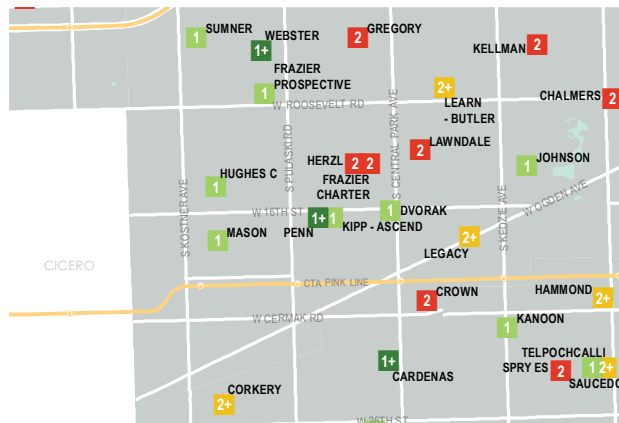 1 SUMNER
1+ WEBSTER
2 GREGORY
KELLMAN 2
FRAZIER
PROSPECTIVE
1
2+
LEARN
- BUTLER
CHALMERS 2
W ROOSEVELT RD
S PULASKI RD
S CENTRAL PARK AVE
2 LAWNDALE
HERZL 2 2
FRAZIER
CHARTER
1 JOHNSON
HUGHES C
1
S KOSTNER AVE
S KEDZIE AVE
W OGDEN AVE
W 16TH ST
PENN 1+ 1
KIPP - ASCEND
1 DVORAK
1 MASON
LEGACY 2+
CICERO
CTA PINK LINE
2 CROWN
HAMMOND 2+
W CERMAK RD
1 KANOON
1+
CARDENAS
TELPOCHCALLI
SPRY ES 2
1 2+
SAUCEDO
CORKERY
2+
W 26TH ST